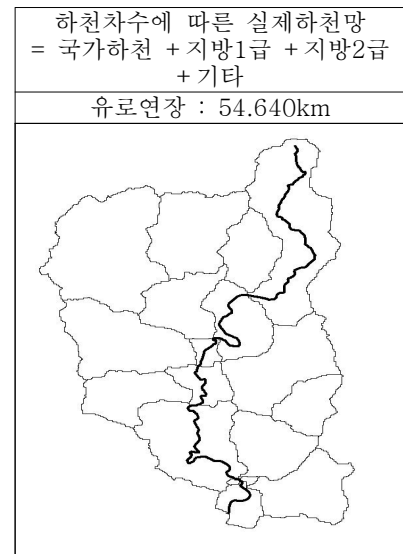 하천차수에 따른 실제하천망
= 국가하천 + 지방1급 + 지방2급
+ 기타
유로연장 : 54.640km